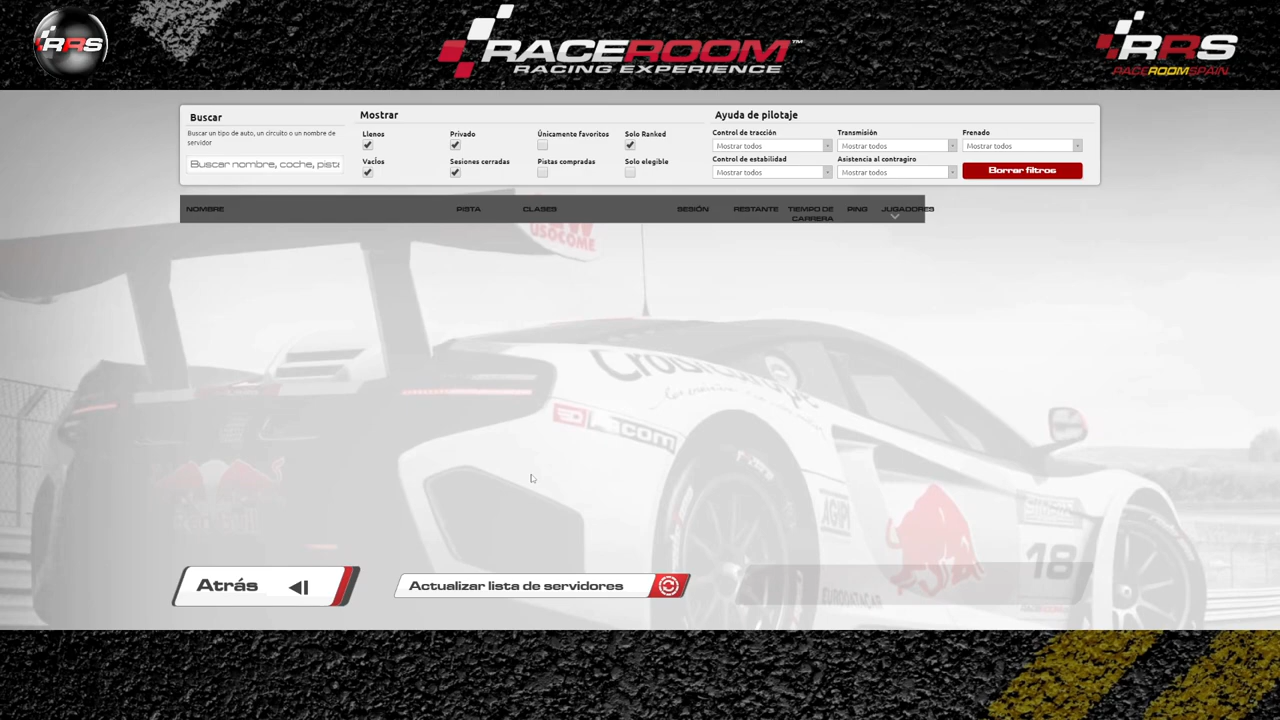 RRS
RACEROOM™
RACING EXPERIENCE
RRS
RACEROOMSPAIN
Buscar
Buscar un tipo de auto, un circuito o un nombre de
servidor
Buscar nombre, coche, pista
Mostrar
Llenos
Privado
Únicamente favoritos
Solo Ranked
Vacíos
Sesiones cerradas
Pistas compradas
Solo elegible
Ayuda de pilotaje
Control de tracción
Transmisión
Frenado
Mostrar todos
Mostrar todos
Mostrar todos
Control de estabilidad
Asistencia al contragiro
Mostrar todos
Mostrar todos
Borrar filtros
NOMBRE
PISTA
CLASES
SESIÓN
RESTANTE
TIEMPO DE
CARRERA
PING
JUGADORES
USOCOME
.com
AGIP
18
Atrás
Actualizar lista de servidores